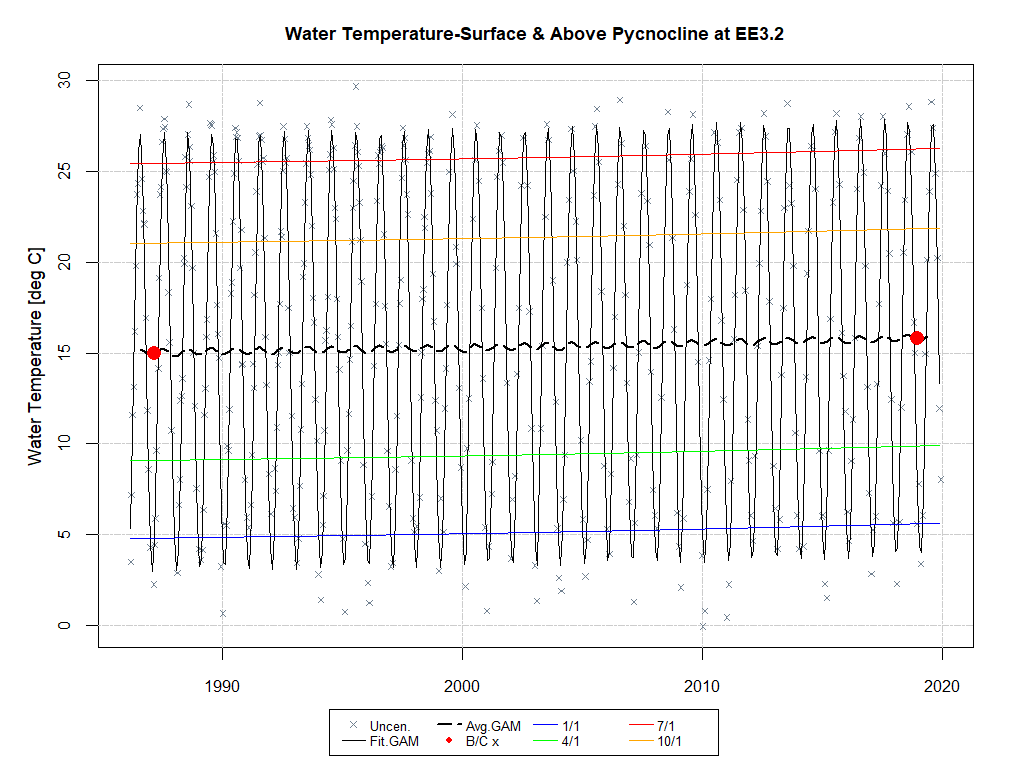 Water Temperature-Surface & Above Pycnocline at EE3.2
Water Temperature [deg C]
30
25
20
15
10
5
0
1990 2000 2010 2020
Uncen. Avg.GAM 1/1 7/1
Fit.GAM B/C x 4/1 10/1